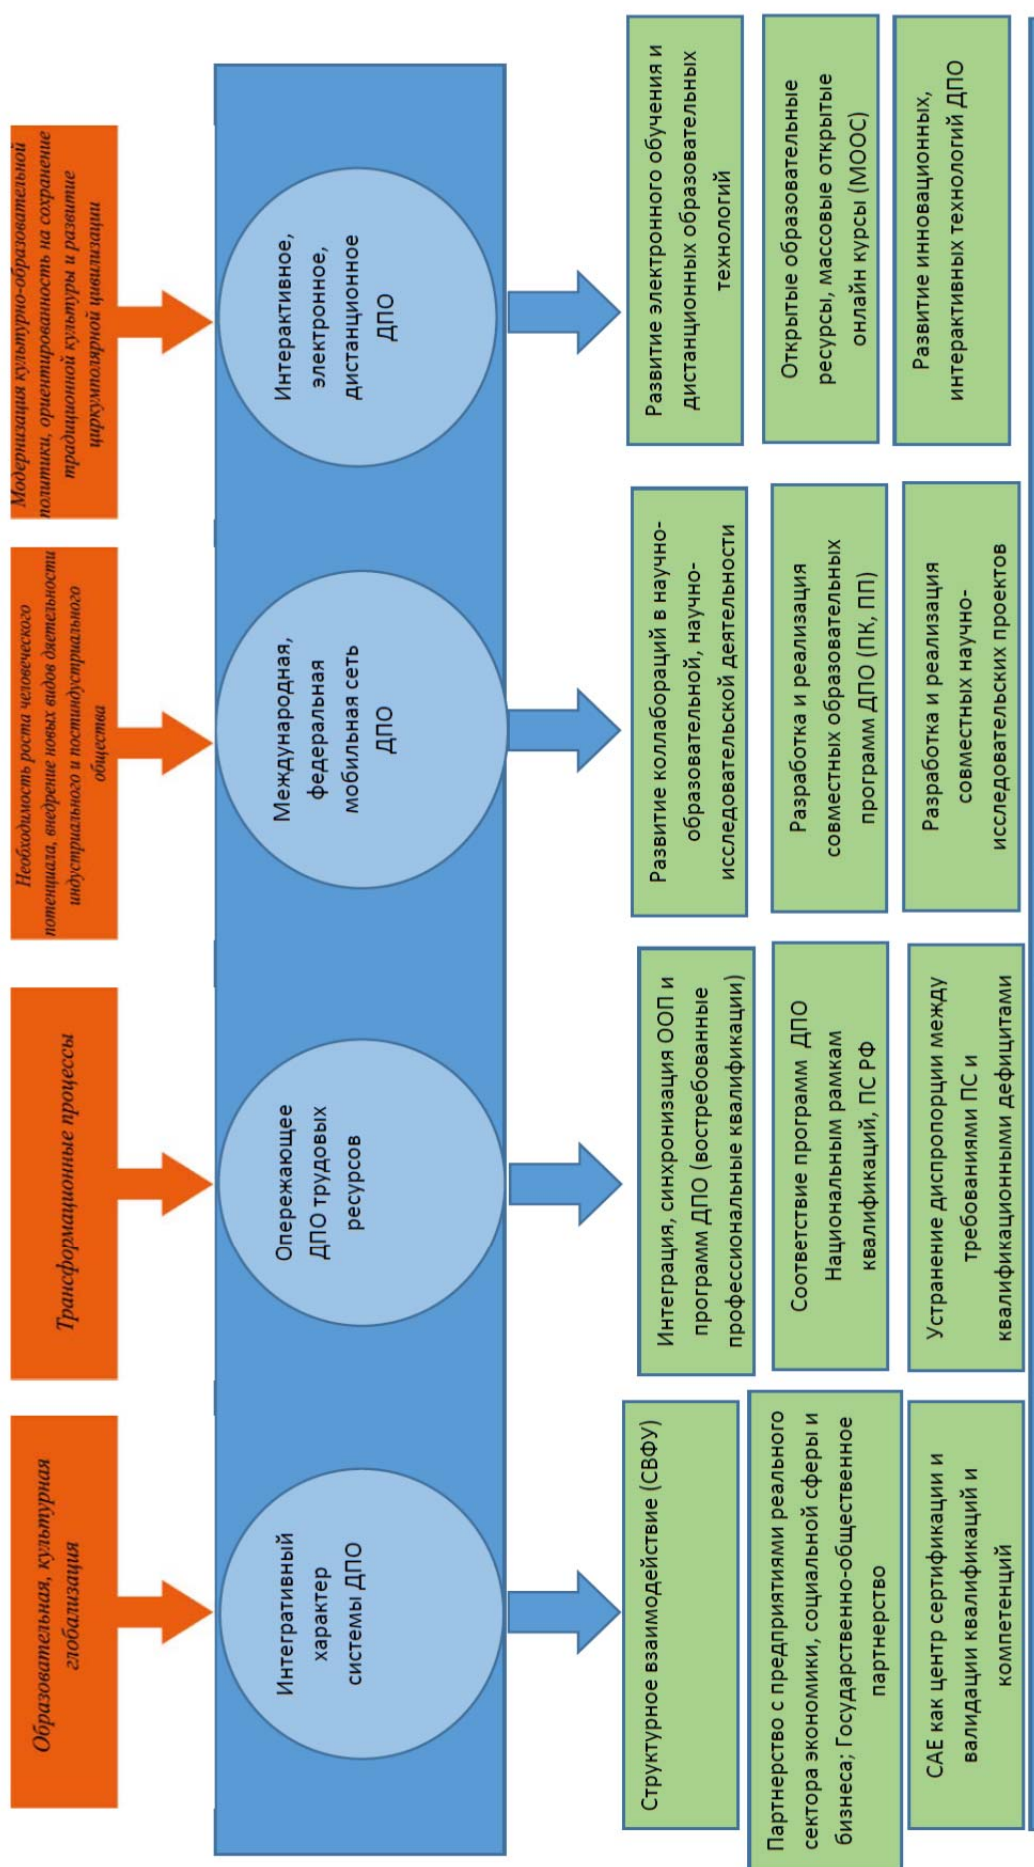 Образовательная, культурная
глобализация
Трансформационные процессы
Необходимость роста человеческого
потенциала, внедрение новых видов деятельности
индустриального и постиндустриального
общества
Модернизация культурно-образовательной
политики, ориентированность на сохранение
традиционной культуры и развитие
циркумполярной цивилизации
Интегративный
характер
системы ДПО
Опережающее
ДПО трудовых
ресурсов
Международная,
федеральная
мобильная сеть
ДПО
Интерактивное,
электронное,
дистанционное
ДПО
Структурное взаимодействие (СВФУ)
Партнерство с предприятиями реального
сектора экономики, социальной сферы и
бизнеса; Государственно-общественное
партнерство
САЕ как центр сертификации и
валидации квалификаций и
компетенций
Интеграция, синхронизация ООП и
программ ДПО (востребованные
профессиональные квалификации)
Соответствие программ ДПО
Национальным рамкам
квалификаций, ПС РФ
Устранение диспропорции между
требованиями ПС и
квалификационными дефицитами
Развитие коллабораций в научно-
образовательной, научно-
исследовательской деятельности
Разработка и реализация
совместных образовательных
программ ДПО (ПК, ПП)
Разработка и реализация
совместных научно-
исследовательских проектов
Развитие электронного обучения и
дистанционных образовательных
технологий
Открытые образовательные
ресурсы, массовые открытые
онлайн курсы (МООС)
Развитие инновационных,
интерактивных технологий ДПО